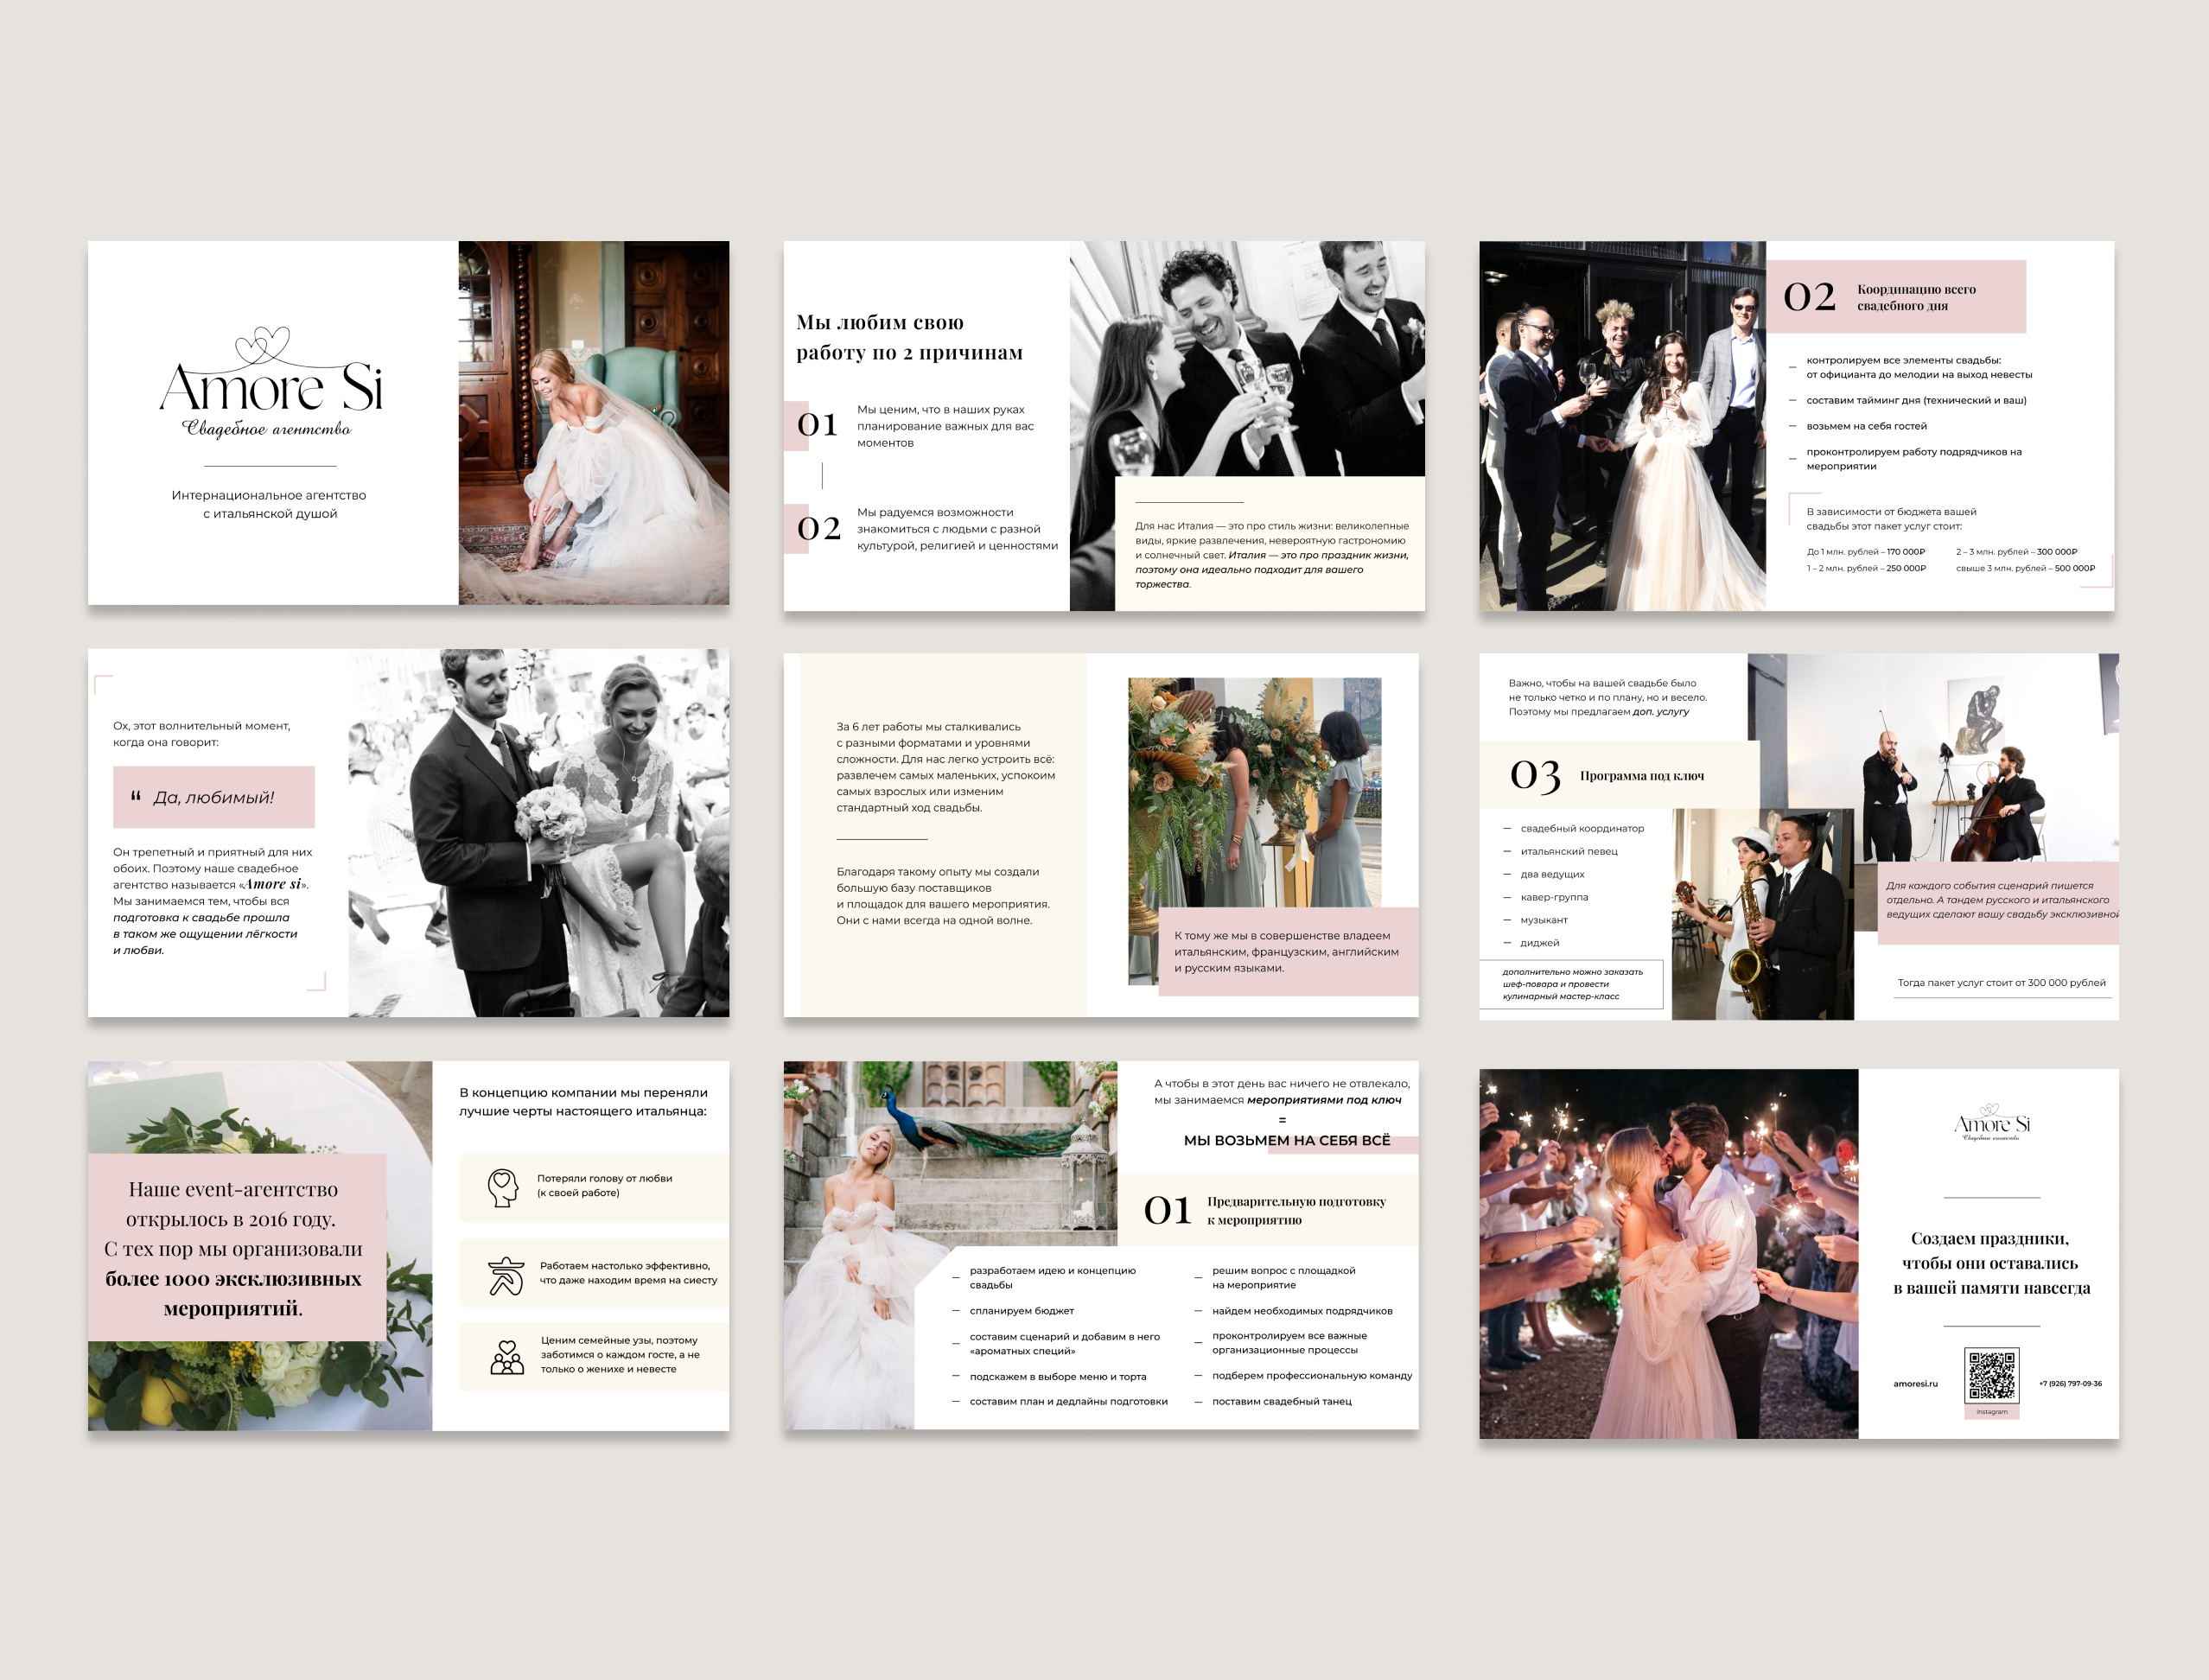 Amore Si
Свадебное агентство
Интернациональное агентство
с итальянской душой
Мы любим свою
работу по 2 причинам
01
Мы ценим, что в наших руках
планирование важных для вас
моментов
02
Мы радуемся возможности
знакомиться с людьми с разной
культурой, религией и ценностями
Для нас Италия — это про стиль жизни: великолепные
виды, яркие развлечения, невероятную гастрономию
и солнечный свет. Италия — это про праздник жизни,
поэтому она идеально подходит для вашего
торжества.
02
Координацию всего
свадебного дня
— контролируем все элементы свадьбы:
от официанта до мелодии на выход невесты
— составим тайминг дня (технический и ваш)
— возьмем на себя гостей
— проконтролируем работу подрядчиков на
мероприятии
В зависимости от бюджета вашей
свадьбы этот пакет услуг стоит:
До 1 млн. рублей – 170 000₽
2 – 3 млн. рублей – 300 000₽
1 – 2 млн. рублей – 250 000₽
свыше 3 млн. рублей – 500 000₽
Ох, этот волнительный момент,
когда она говорит:
“ Да, любимый!
Он трепетный и приятный для них
обоих. Поэтому наше свадебное
агентство называется «Amore si».
Мы занимаемся тем, чтобы вся
подготовка к свадьбе прошла
в таком же ощущении лёгкости
и любви.
За 6 лет работы мы сталкивались
с разными форматами и уровнями
сложности. Для нас легко устроить всё:
развлечем самых маленьких, успокоим
самых взрослых или изменим
стандартный ход свадьбы.
Благодаря такому опыту мы создали
большую базу поставщиков
и площадок для вашего мероприятия.
Они с нами всегда на одной волне.
К тому же мы в совершенстве владеем
итальянским, французским, английским
и русским языками.
Важно, чтобы на вашей свадьбе было
не только четко и по плану, но и весело.
Поэтому мы предлагаем доп. услугу
03
Программа под ключ
— свадебный координатор
— итальянский певец
— два ведущих
— кавер-группа
— музыкант
— диджей
дополнительно можно заказать
шеф-повара и провести
кулинарный мастер-класс
Для каждого события сценарий пишется
отдельно. А тандем русского и итальянского
ведущих сделают вашу свадьбу эксклюзивной
Тогда пакет услуг стоит от 300 000 рублей
Наше event-агентство
открылось в 2016 году.
С тех пор мы организовали
более 1000 эксклюзивных
мероприятий.
В концепцию компании мы переняли
лучшие черты настоящего итальянца:
Потеряли голову от любви
(к своей работе)
Работаем настолько эффективно,
что даже находим время на сиесту
Ценим семейные узы, поэтому
заботимся о каждом госте, а не
только о женихе и невесте
А чтобы в этот день вас ничего не отвлекало,
мы занимаемся мероприятиями под ключ
=
МЫ ВОЗЬМЕМ НА СЕБЯ ВСЁ
01
Предварительную подготовку
к мероприятию
— разработаем идею и концепцию
свадьбы
— спланируем бюджет
— составим сценарий и добавим в него
«ароматных специй»
— подскажем в выборе меню и торта
— составим план и дедлайны подготовки
— решим вопрос с площадкой
на мероприятие
— найдем необходимых подрядчиков
— проконтролируем все важные
организационные процессы
— подберем профессиональную команду
— поставим свадебный танец
Amore Si
Свадебное агентство
Создаем праздники,
чтобы они оставались
в вашей памяти навсегда
amoresi.ru
Instagram
+7 (926) 797-09-36